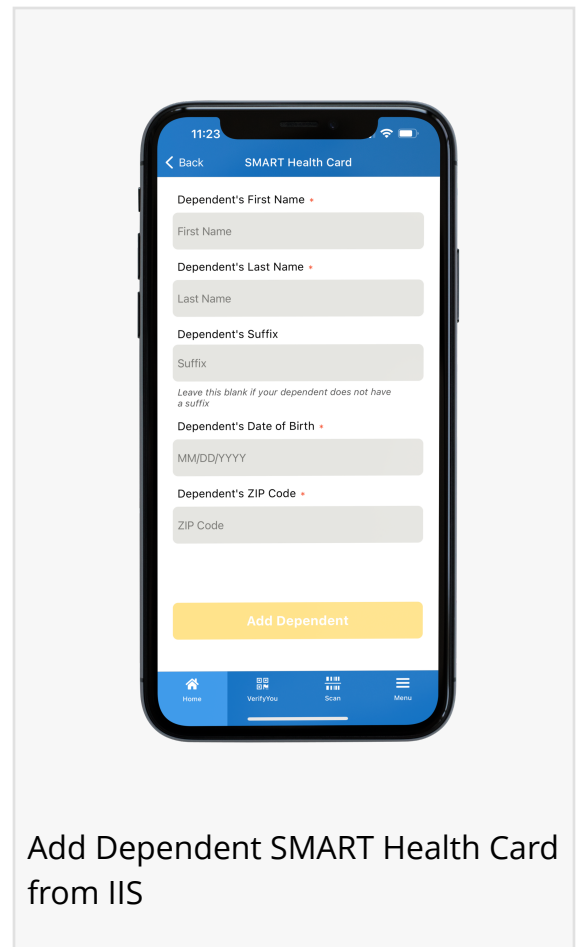 11:23
Back
SMART Health Card
Dependent's First Name *
First Name
Dependent's Last Name *
Last Name
Dependent's Suffix
Suffix
Leave this blank if your dependent does not have
a suffix
Dependent's Date of Birth *
MM/DD/YYYY
Dependent's ZIP Code *
ZIP Code
Add Dependent
Home
VerifyYou
Scan
Menu
Add Dependent SMART Health Card
from IIS